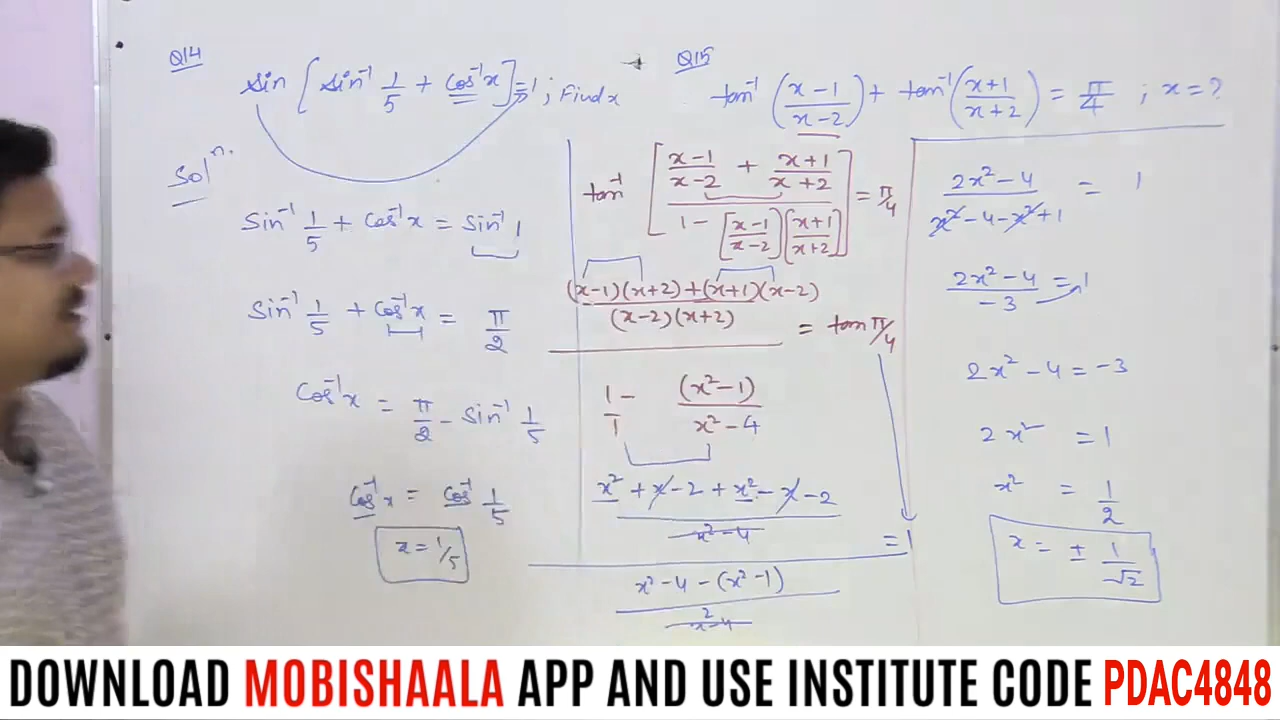 Q14
sin [ sin⁻¹ 1/5 + cos⁻¹ x ] = 1 ; Find x
Solⁿ.
Sin⁻¹ 1/5 + Cos⁻¹ x = Sin⁻¹ 1
Sin⁻¹ 1/5 + Cos⁻¹ x = π/2
Cos⁻¹ x = π/2 - Sin⁻¹ 1/5
Cos⁻¹ x = Cos⁻¹ 1/5
x = 1/5
Q15
tan⁻¹ ( (x-1)/(x-2) ) + tan⁻¹ ( (x+1)/(x+2) ) = π/4 ; x = ?
tan⁻¹ [ ( (x-1)/(x-2) + (x+1)/(x+2) ) / ( 1 - [ (x-1)/(x-2) ] [ (x+1)/(x+2) ] ) ] = π/4
(x-1)(x+2) + (x+1)(x-2)
(x-2)(x+2)
= tan π/4
1/1 - (x²-1)/(x²-4)
x² + x - 2 + x² - x - 2
x² - 4
= 1
x² - 4 - (x² - 1)
x² - 4
(2x² - 4)/(x² - 4 - x² + 1) = 1
(2x² - 4)/(-3) = 1
2x² - 4 = -3
2x² = 1
x² = 1/2
x = ± 1/√2
DOWNLOAD MOBISHAALA APP AND USE INSTITUTE CODE PDAC4848